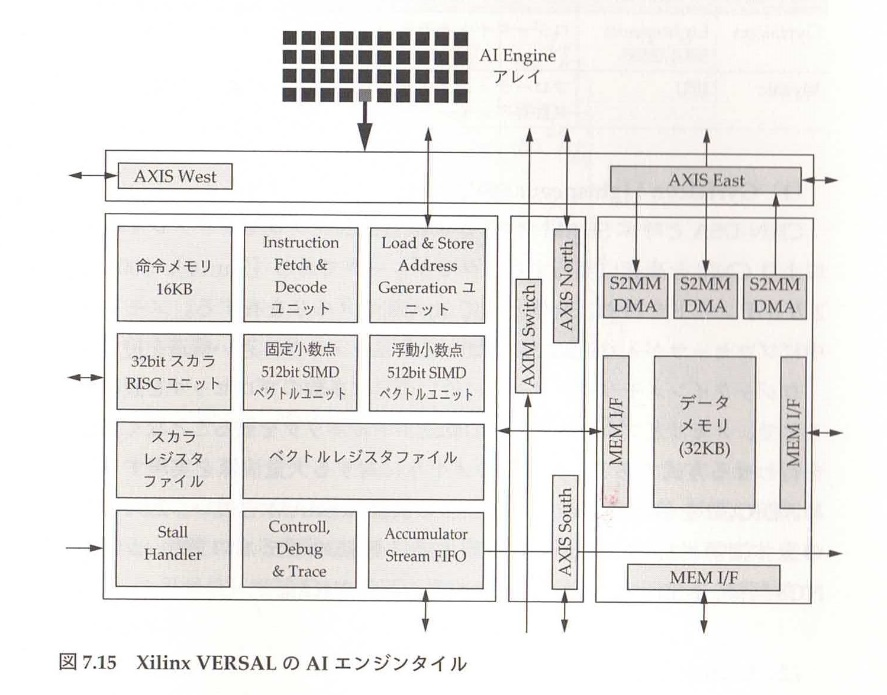 AI Engine
アレイ
AXIS West
AXIS East
命令メモリ
16KB
Instruction
Fetch &
Decode
ユニット
Load & Store
Address
Generation ユ
ニット
AXIM Switch
AXIS North
S2MM
DMA
S2MM
DMA
S2MM
DMA
32bit スカラ
RISC ユニット
固定小数点
512bit SIMD
ベクトルユニット
浮動小数点
512bit SIMD
ベクトルユニット
MEM I/F
データ
メモリ
(32KB)
MEM I/F
スカラ
レジスタ
ファイル
ベクトルレジスタファイル
Stall
Handler
Controll,
Debug
& Trace
Accumulator
Stream FIFO
AXIS South
MEM I/F
図 7.15 Xilinx VERSAL の AI エンジンタイル